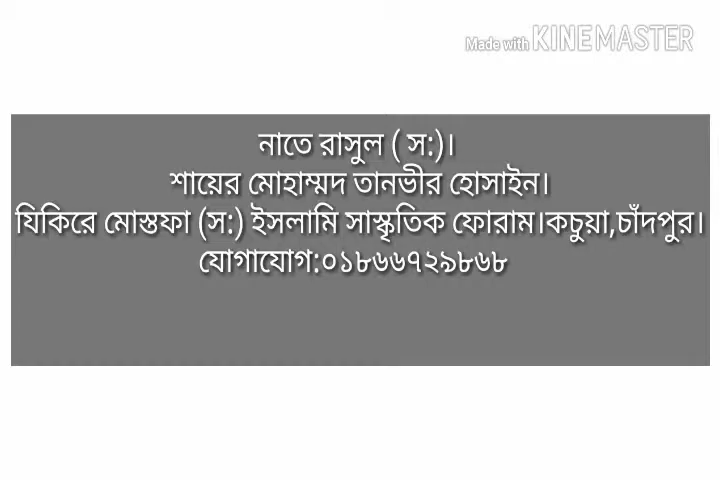 Made with KINEMASTER
নাতে রাসুল ( স:)।
শায়ের মোহাম্মদ তানভীর হোসাইন।
যিকিরে মোস্তফা (স:) ইসলামি সাস্কৃতিক ফোরাম।কচুয়া,চাঁদপুর।
যোগাযোগ:০১৮৬৬৭২৯৮৬৮